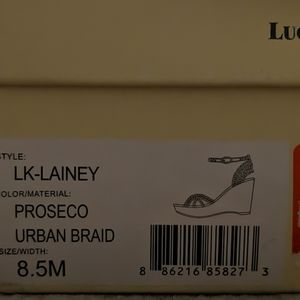 LUC
STYLE:
LK-LAINEY
COLOR/MATERIAL:
PROSECO
URBAN BRAID
SIZE/WIDTH:
8.5M
8 86216 85827 3